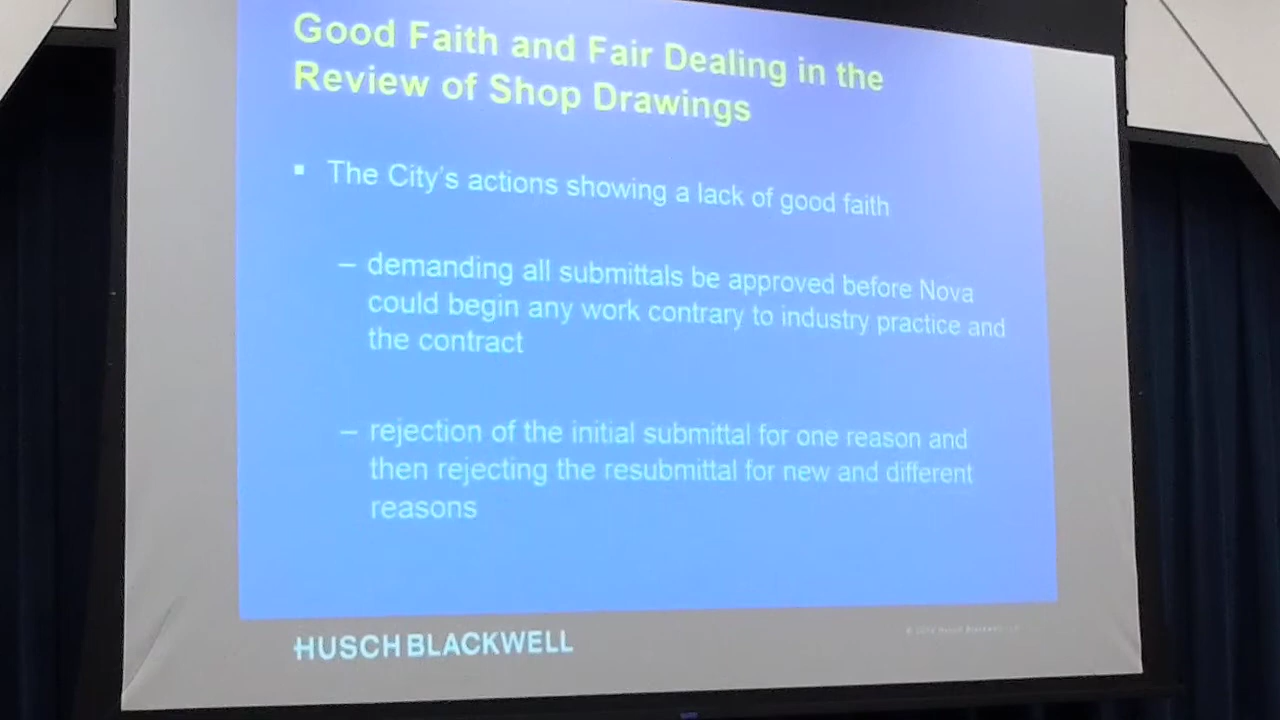 Good Faith and Fair Dealing in the
Review of Shop Drawings
▪ The City's actions showing a lack of good faith
– demanding all submittals be approved before Nova
could begin any work contrary to industry practice and
the contract
– rejection of the initial submittal for one reason and
then rejecting the resubmittal for new and different
reasons
HUSCH BLACKWELL
Husch Blackwell